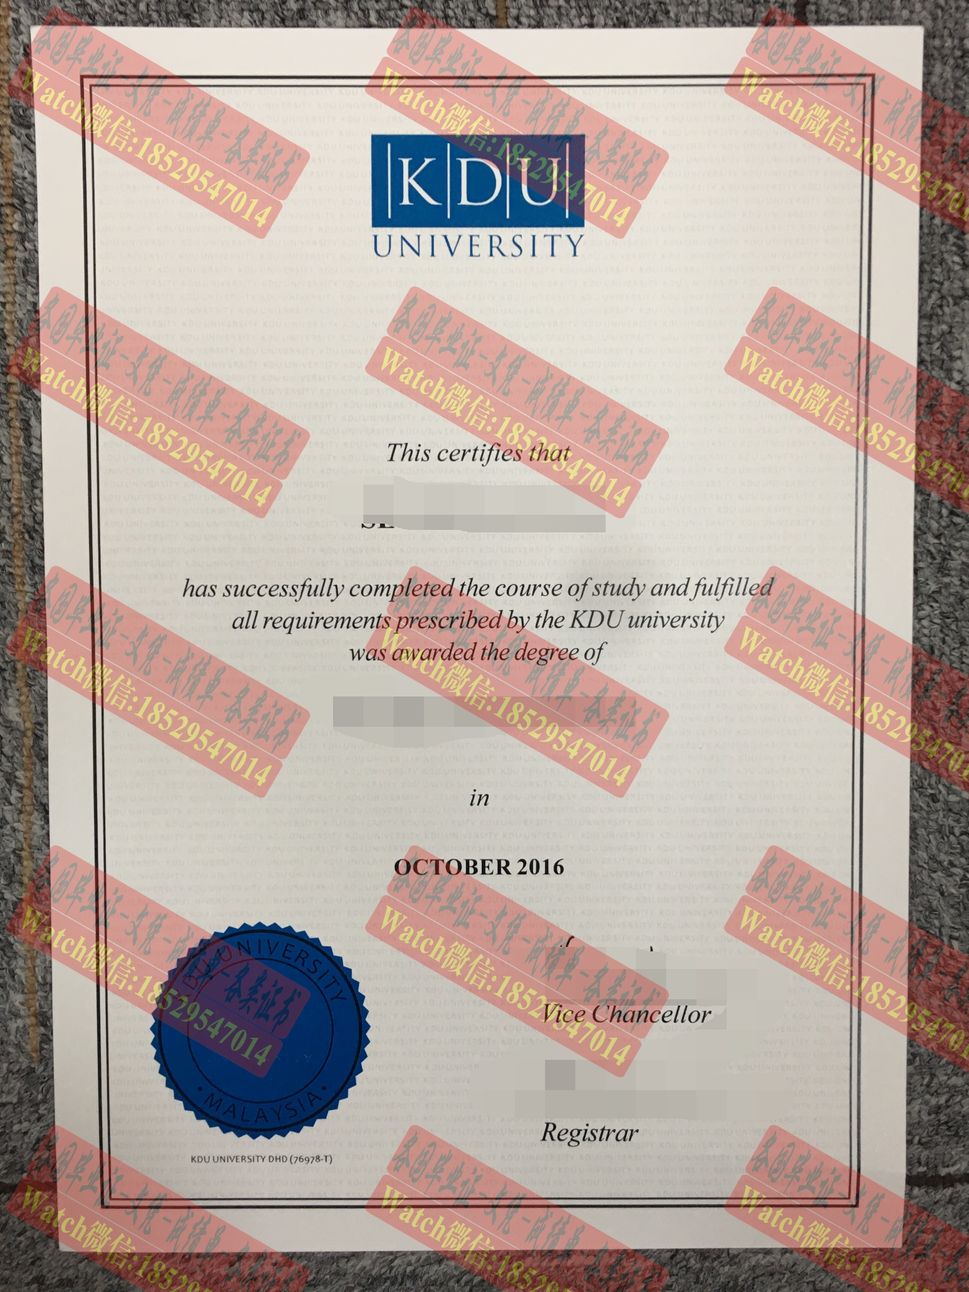 KDU
UNIVERSITY
This certifies that
has successfully completed the course of study and fulfilled
all requirements prescribed by the KDU university
was awarded the degree of
in
OCTOBER 2016
Vice Chancellor
Registrar
KDU UNIVERSITY
MALAYSIA
KDU UNIVERSITY DHD (76978-T)
各国毕业证-文凭-成绩单-各类证书
Watch微信:18529547014